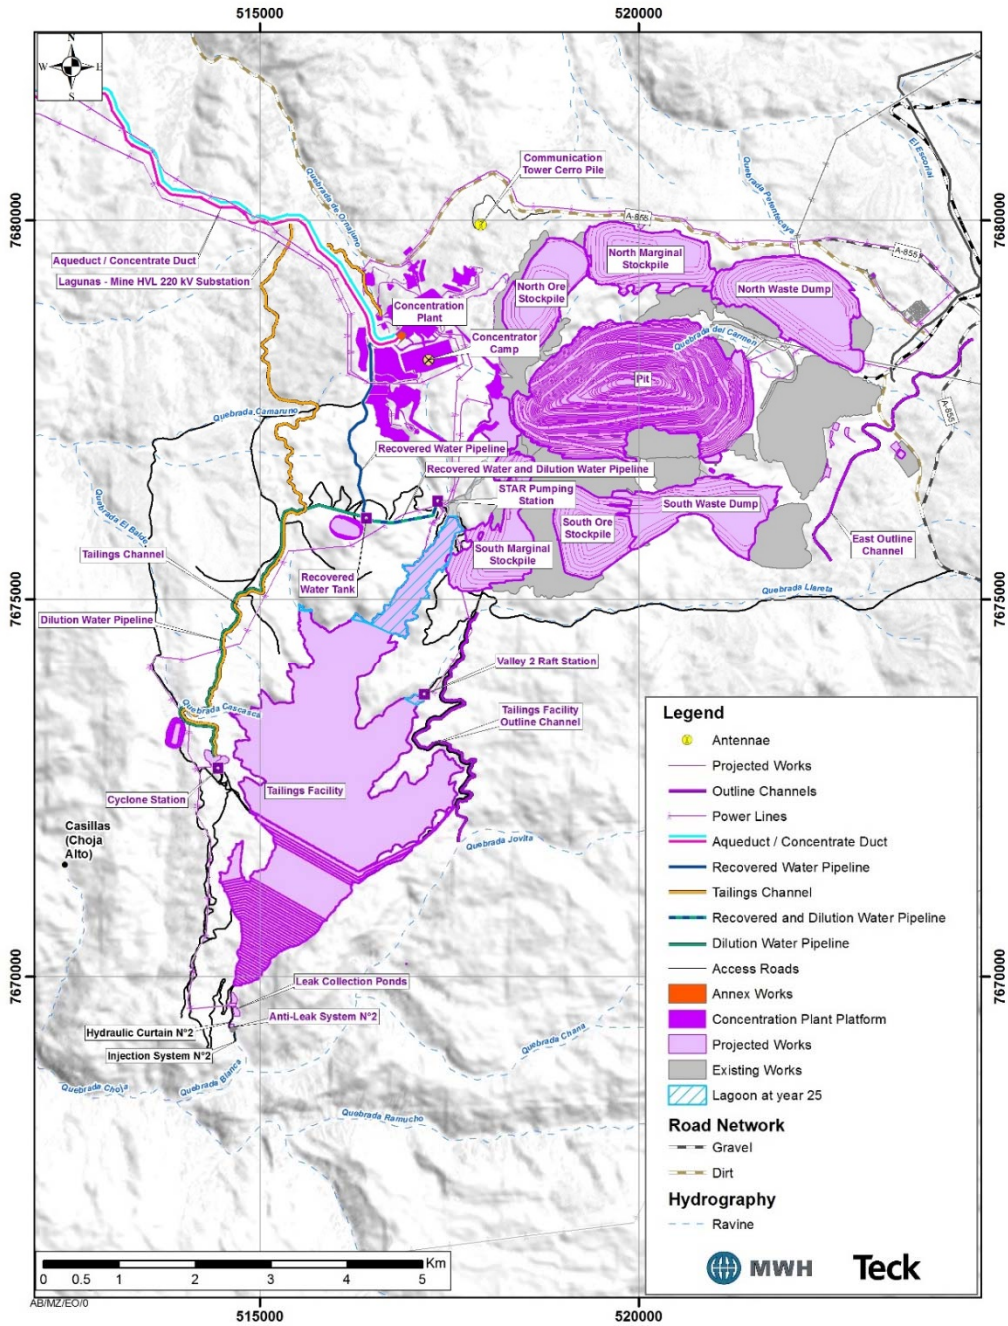 515000
520000
N
W E
S
Communication
Tower Cerro Pile
El Escorial
Quebrada de Ornajuno
7680000
7680000
A-855
A-855
Aqueduct / Concentrate Duct
North Marginal
Stockpile
Lagunas - Mine HVL 220 kV Substation
North Ore
Stockpile
North Waste Dump
Concentration
Plant
Quebrada del Carmen
Concentrator
Camp
Pit
Quebrada Camaruno
A-855
Recovered Water Pipeline
Recovered Water and Dilution Water Pipeline
STAR Pumping
Station
South Waste Dump
South Ore
Stockpile
East Outline
Channel
Tailings Channel
South Marginal
Stockpile
Recovered
Water Tank
Quebrada El Balde
Quebrada Llareta
7675000
7675000
Dilution Water Pipeline
Valley 2 Raft Station
Quebrada Cascasca
Tailings Facility
Outline Channel
Tailings Facility
Cyclone Station
Casillas
(Choja
Alto)
Quebrada Jovita
7670000
7670000
Leak Collection Ponds
Anti-Leak System N°2
Hydraulic Curtain N°2
Injection System N°2
Quebrada Chana
Quebrada Choja
Quebrada Blanca
Quebrada Ramucho
Legend
Antennae
Projected Works
Outline Channels
Power Lines
Aqueduct / Concentrate Duct
Recovered Water Pipeline
Tailings Channel
Recovered and Dilution Water Pipeline
Dilution Water Pipeline
Access Roads
Annex Works
Concentration Plant Platform
Projected Works
Existing Works
Lagoon at year 25
Road Network
Gravel
Dirt
Hydrography
Ravine
MWH
Teck
Km
0 0.5 1 2 3 4 5
AB/MZ/EO/0
515000
520000